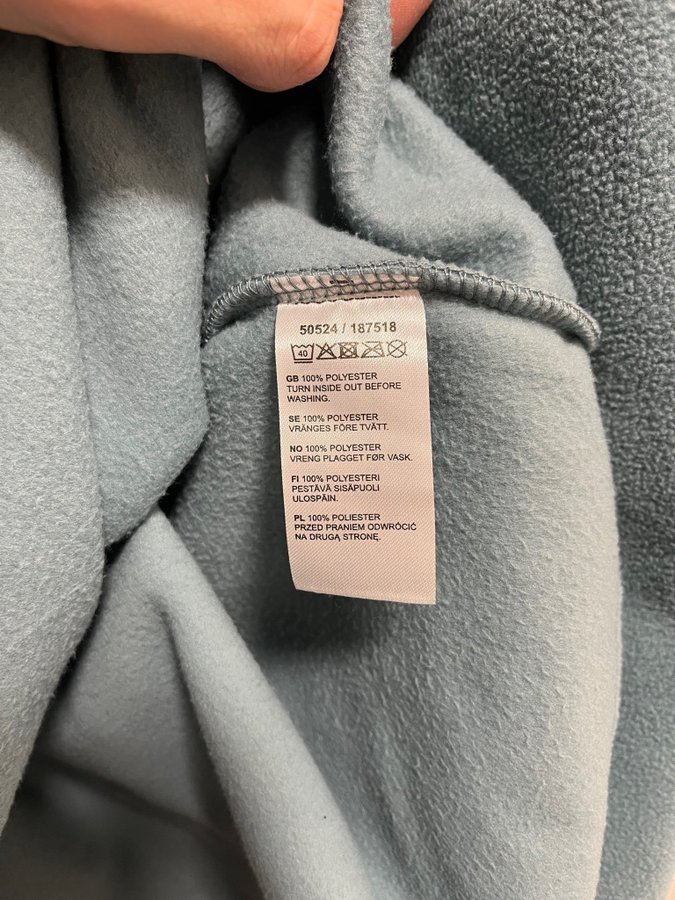 50524 / 187518
40
GB 100% POLYESTER
TURN INSIDE OUT BEFORE
WASHING.
SE 100% POLYESTER
VRÄNGES FÖRE TVÄTT.
NO 100% POLYESTER
VRENG PLAGGET FØR VASK.
FI 100% POLYESTERI
PESTÄVÄ SISÄPUOLI
ULOSPÄIN.
PL 100% POLIESTER
PRZED PRANIEM ODWRÓCIĆ
NA DRUGĄ STRONĘ.